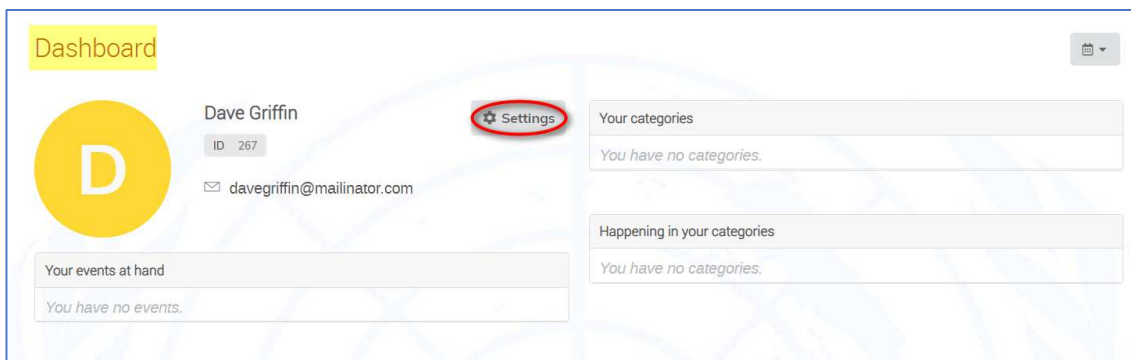 Dashboard
D
Dave Griffin
ID 267
davegriffin@mailinator.com
Settings
Your events at hand
You have no events.
Your categories
You have no categories.
Happening in your categories
You have no categories.